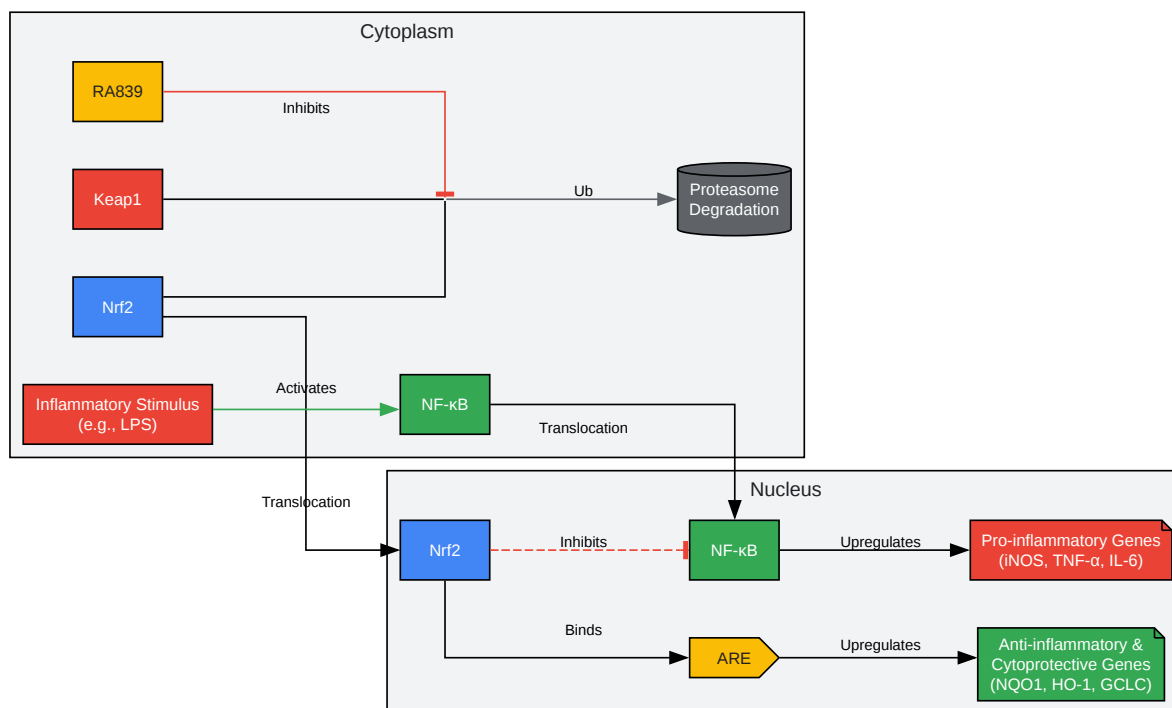 Cytoplasm
RA839
Inhibits
Keap1
Ub
Proteasome
Degradation
Nrf2
Activates
Inflammatory Stimulus
(e.g., LPS)
NF-κB
Translocation
Nucleus
Translocation
Nrf2
Inhibits
NF-κB
Upregulates
Pro-inflammatory Genes
(iNOS, TNF-α, IL-6)
Binds
ARE
Upregulates
Anti-inflammatory &
Cytoprotective Genes
(NQO1, HO-1, GCLC)